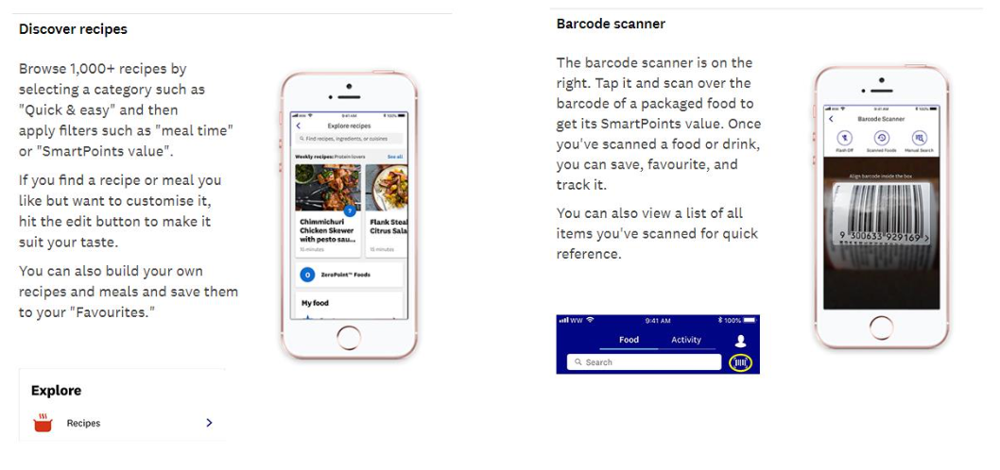 Discover recipes
Browse 1,000+ recipes by
selecting a category such as
"Quick & easy" and then
apply filters such as "meal time"
or "SmartPoints value".
If you find a recipe or meal you
like but want to customise it,
hit the edit button to make it
suit your taste.
You can also build your own
recipes and meals and save them
to your "Favourites."
WW 9:41 AM 100%
Explore recipes
Find recipes, ingredients, or cuisines
Weekly recipes: Protein lovers See all
7
Chimmichuri Flank Steak
Chicken Skewer Citrus Sala
with pesto sau...
15 minutes 10 minutes
0 ZeroPoint™ Foods
My food
Explore
Recipes
Barcode scanner
The barcode scanner is on the
right. Tap it and scan over the
barcode of a packaged food to
get its SmartPoints value. Once
you've scanned a food or drink,
you can save, favourite, and
track it.
You can also view a list of all
items you've scanned for quick
reference.
WW 9:41 AM 100%
Food Activity
Search
WW 9:41 AM 100%
Barcode Scanner
Flash Off Scanned Foods Manual Search
Align barcode inside the box
9 300633 929169 >